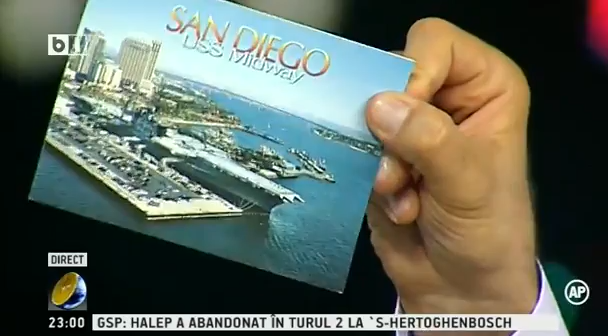 SAN DIEGO
USS Midway
b1
DIRECT
AP
23:00 GSP: HALEP A ABANDONAT ÎN TURUL 2 LA `S-HERTOGHENBOSCH